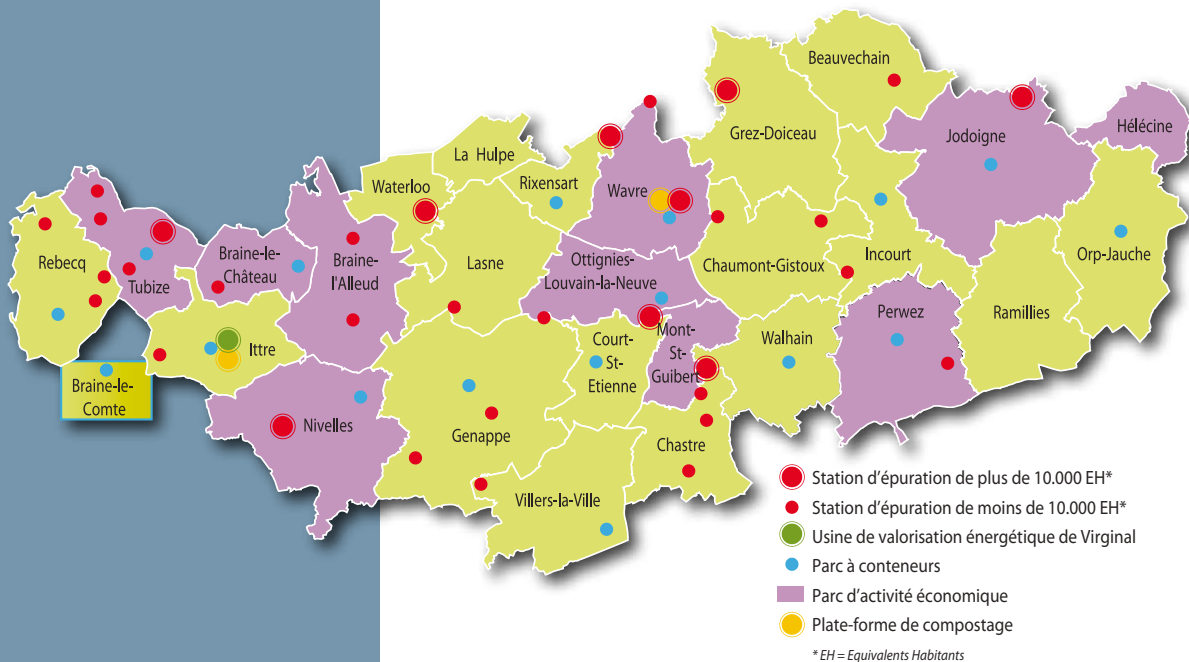 Beauvechain
Grez-Doiceau
Jodoigne
Hélécine
La Hulpe
Rixensart
Waterloo
Wavre
Rebecq
Tubize
Braine-le-
Château
Braine-
l'Alleud
Lasne
Ottignies-
Louvain-la-Neuve
Chaumont-Gistoux
Incourt
Orp-Jauche
Ramillies
Perwez
Walhain
Mont-
St-
Guibert
Court-
St-
Etienne
Ittre
Braine-le-
Comte
Nivelles
Genappe
Chastre
Villers-la-Ville
Station d'épuration de plus de 10.000 EH*
Station d'épuration de moins de 10.000 EH*
Usine de valorisation énergétique de Virginal
Parc à conteneurs
Parc d'activité économique
Plate-forme de compostage
* EH = Equivalents Habitants